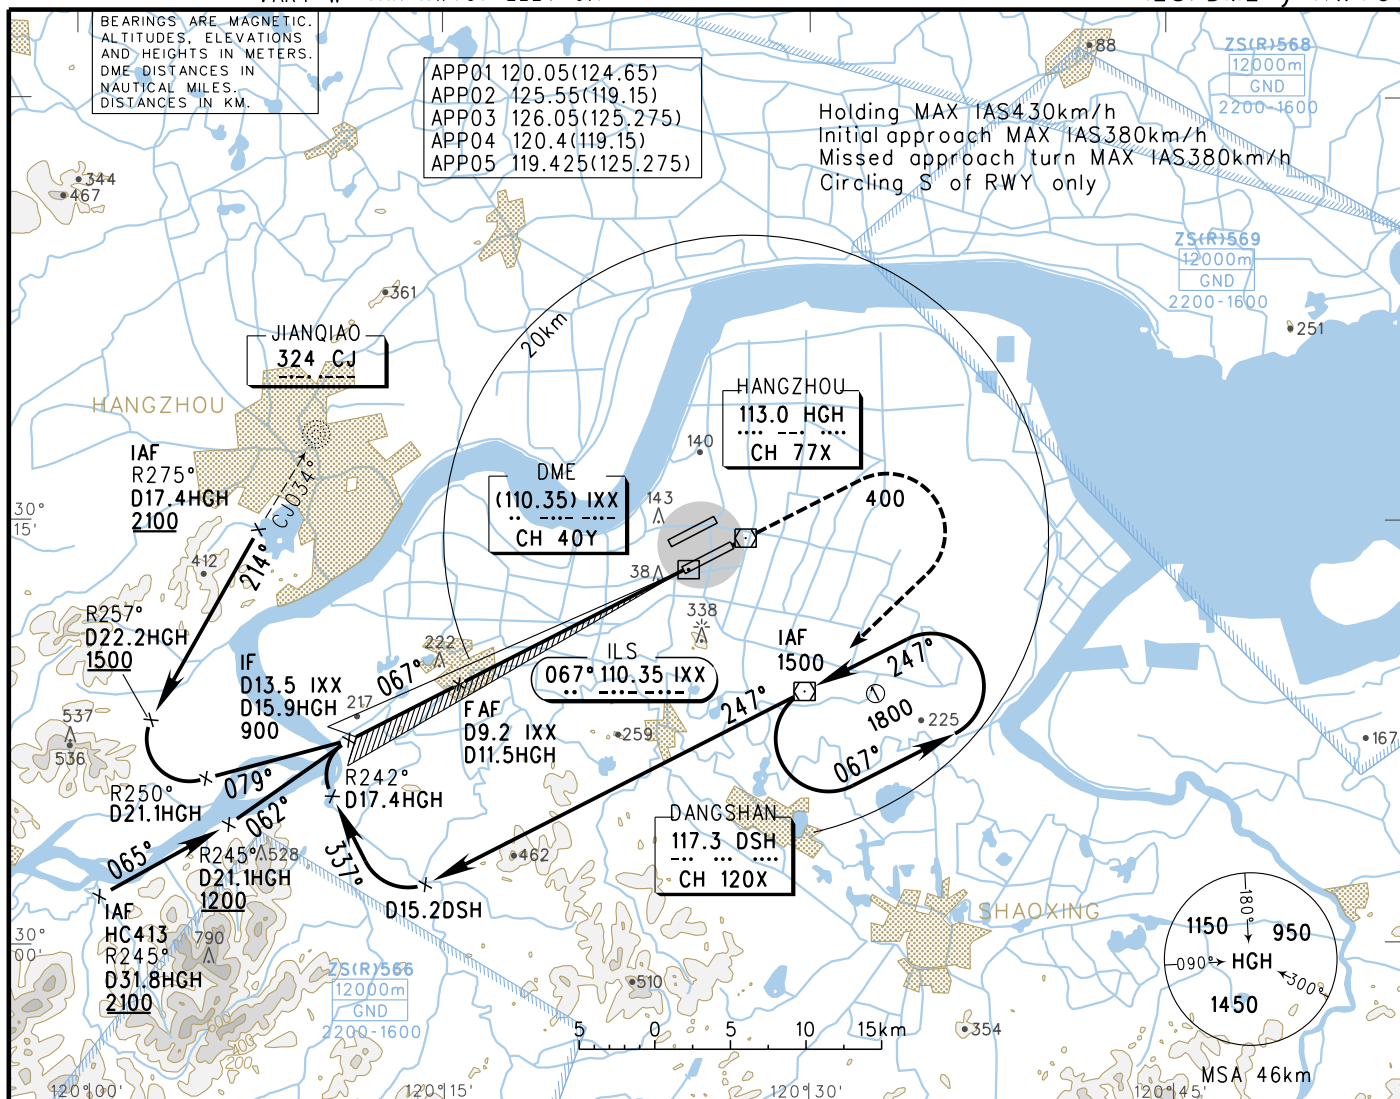 BEARINGS ARE MAGNETIC.
ALTITUDES, ELEVATIONS
AND HEIGHTS IN METERS.
DME DISTANCES IN
NAUTICAL MILES.
DISTANCES IN KM.
APP01 120.05(124.65)
APP02 125.55(119.15)
APP03 126.05(125.275)
APP04 120.4(119.15)
APP05 119.425(125.275)
88
ZS(R)568
12000m
GND
2200-1600
Holding MAX IAS430km/h
Initial approach MAX IAS380km/h
Missed approach turn MAX IAS380km/h
Circling S of RWY only
344
467
ZS(R)569
12000m
GND
2200-1600
361
251
20km
JIANQIAO
324 CJ
HANGZHOU
HANGZHOU
113.0 HGH
CH 77X
140
IAF
R275°
D17.4HGH
2100
CJ034°
DME
(110.35) IXX
CH 40Y
143
400
30°
15'
214°
412
38
338
R257°
D22.2HGH
1500
222
067°
IF
D13.5 IXX
D15.9HGH
900
ILS
067° 110.35 IXX
IAF
1500
247°
247°
1800
225
067°
217
FAF
D9.2 IXX
D11.5HGH
259
537
536
167
R250°
D21.1HGH
079°
062°
R242°
D17.4HGH
337°
DANGSHAN
117.3 DSH
CH 120X
065°
R245°
D21.1HGH
1200
528
462
D15.2DSH
IAF
HC413
R245°
D31.8HGH
2100
790
SHAOXING
30°
00'
ZS(R)566
12000m
GND
2200-1600
510
354
180°
1150
950
090°
HGH
300°
1450
MSA 46km
400
200
5 0 5 10 15km
120°00'
120°15'
120°30'
120°45'